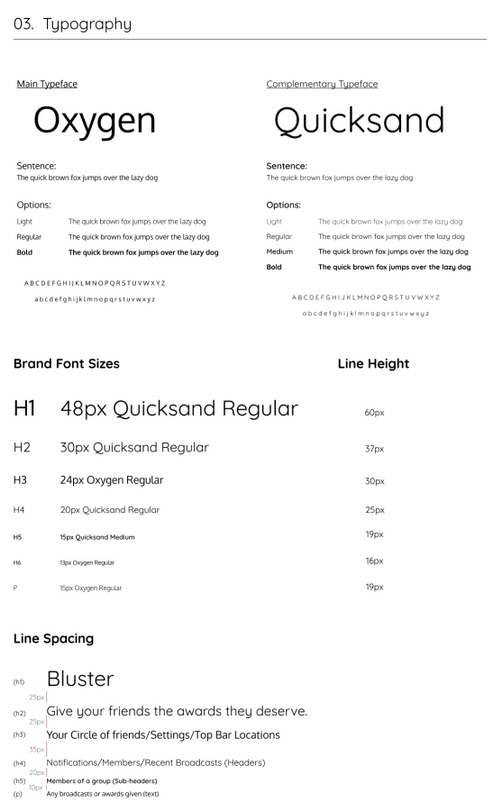 03. Typography
Main Typeface
Oxygen
Sentence:
The quick brown fox jumps over the lazy dog
Options:
Light The quick brown fox jumps over the lazy dog
Regular The quick brown fox jumps over the lazy dog
Bold The quick brown fox jumps over the lazy dog
A B C D E F G H I J K L M N O P Q R S T U V W X Y Z
a b c d e f g h i j k l m n o p q r s t u v w x y z
Complementary Typeface
Quicksand
Sentence:
The quick brown fox jumps over the lazy dog
Options:
Light The quick brown fox jumps over the lazy dog
Regular The quick brown fox jumps over the lazy dog
Medium The quick brown fox jumps over the lazy dog
Bold The quick brown fox jumps over the lazy dog
A B C D E F G H I J K L M N O P Q R S T U V W X Y Z
a b c d e f g h i j k l m n o p q r s t u v w x y z
Brand Font Sizes Line Height
H1 48px Quicksand Regular 60px
H2 30px Quicksand Regular 37px
H3 24px Oxygen Regular 30px
H4 20px Quicksand Regular 25px
H5 15px Quicksand Medium 19px
H6 13px Oxygen Regular 16px
P 15px Oxygen Regular 19px
Line Spacing
(h1) Bluster
25px
(h2) Give your friends the awards they deserve.
25px
(h3) Your Circle of friends/Settings/Top Bar Locations
35px
(h4) Notifications/Members/Recent Broadcasts (Headers)
20px
(h5) Members of a group (Sub-headers)
10px
(p) Any broadcasts or awards given (text)